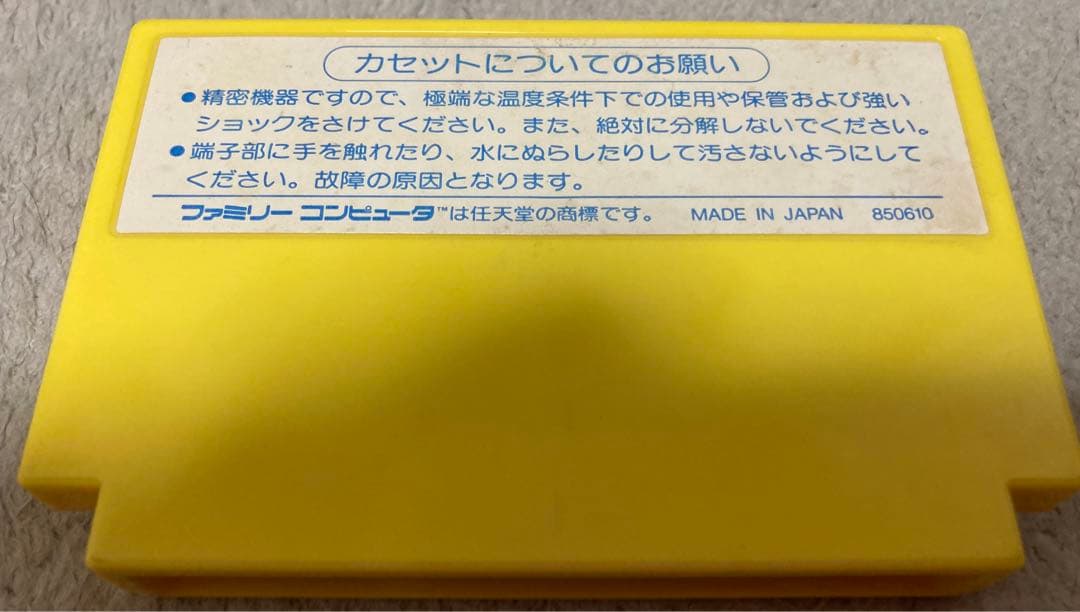 カセットについてのお願い
●精密機器ですので、極端な温度条件下での使用や保管および強い
ショックをさけてください。また、絶対に分解しないでください。
●端子部に手を触れたり、水にぬらしたりして汚さないようにして
ください。故障の原因となります。
ファミリー コンピュータ™は任天堂の商標です。 MADE IN JAPAN 850610